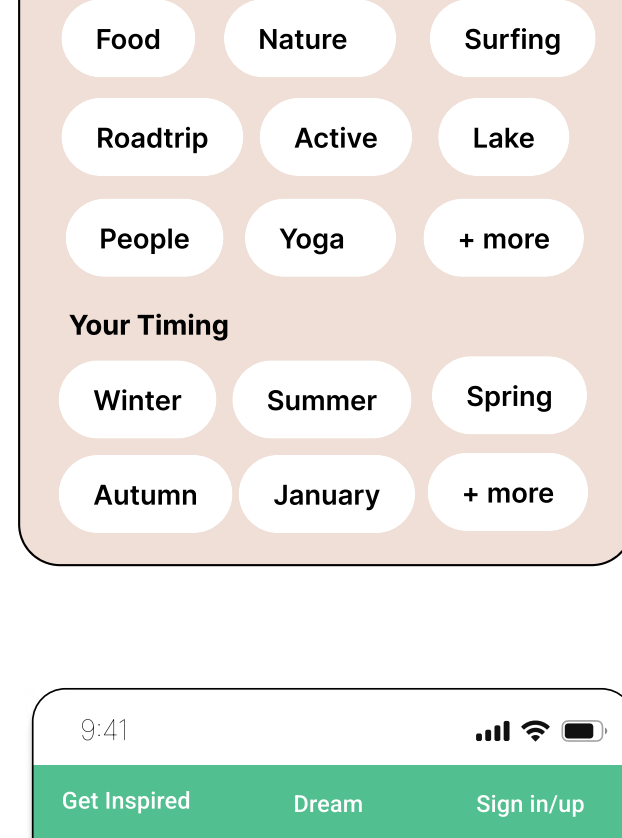 Food Nature Surfing
Roadtrip Active Lake
People Yoga + more
Your Timing
Winter Summer Spring
Autumn January + more
9:41
Get Inspired Dream Sign in/up